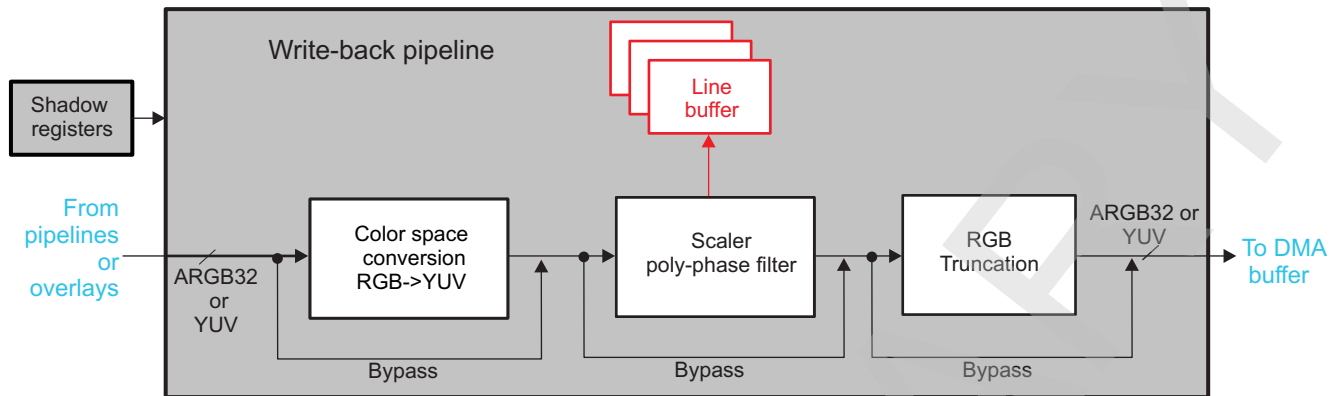 Write-back pipeline
Shadow
registers
Line
buffer
From
pipelines
or
overlays
ARGB32
or
YUV
Color space
conversion
RGB->YUV
Bypass
Scaler
poly-phase filter
Bypass
RGB
Truncation
Bypass
ARGB32 or
YUV
To DMA
buffer